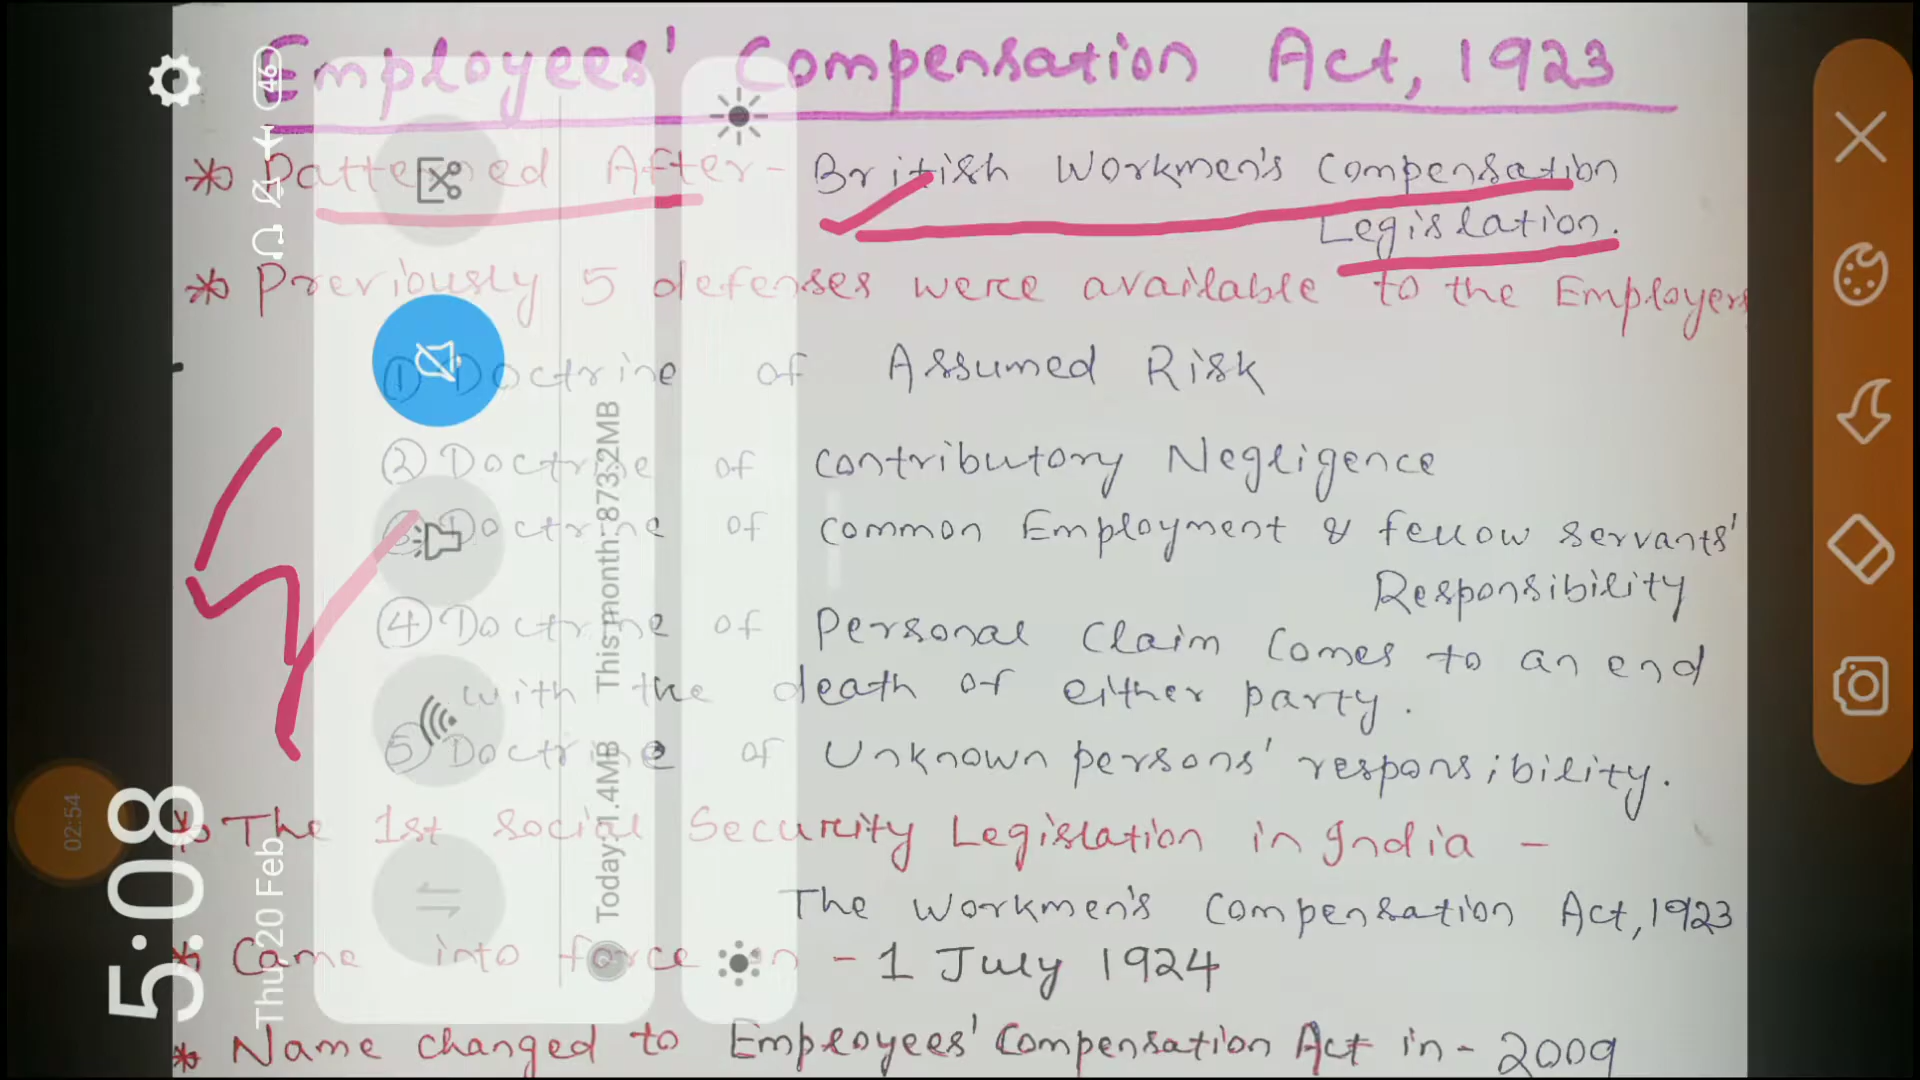 Employees' Compensation Act, 1923
* Patterned After - British Workmen's Compensation
Legislation.
* Previously 5 defenses were available to the Employers
① Doctrine of Assumed Risk
② Doctrine of contributory Negligence
③ Doctrine of common Employment & fellow servants'
Responsibility
④ Doctrine of Personal Claim Comes to an end
with the death of either party.
⑤ Doctrine of Unknown persons' responsibility.
* The 1st social Security Legislation in India -
The Workmen's Compensation Act, 1923
* Came into force on - 1 July 1924
* Name changed to Employees' Compensation Act in - 2009
46
02:54
5:08
Thu, 20 Feb
Today: 1.4MB This month: 873.2MB